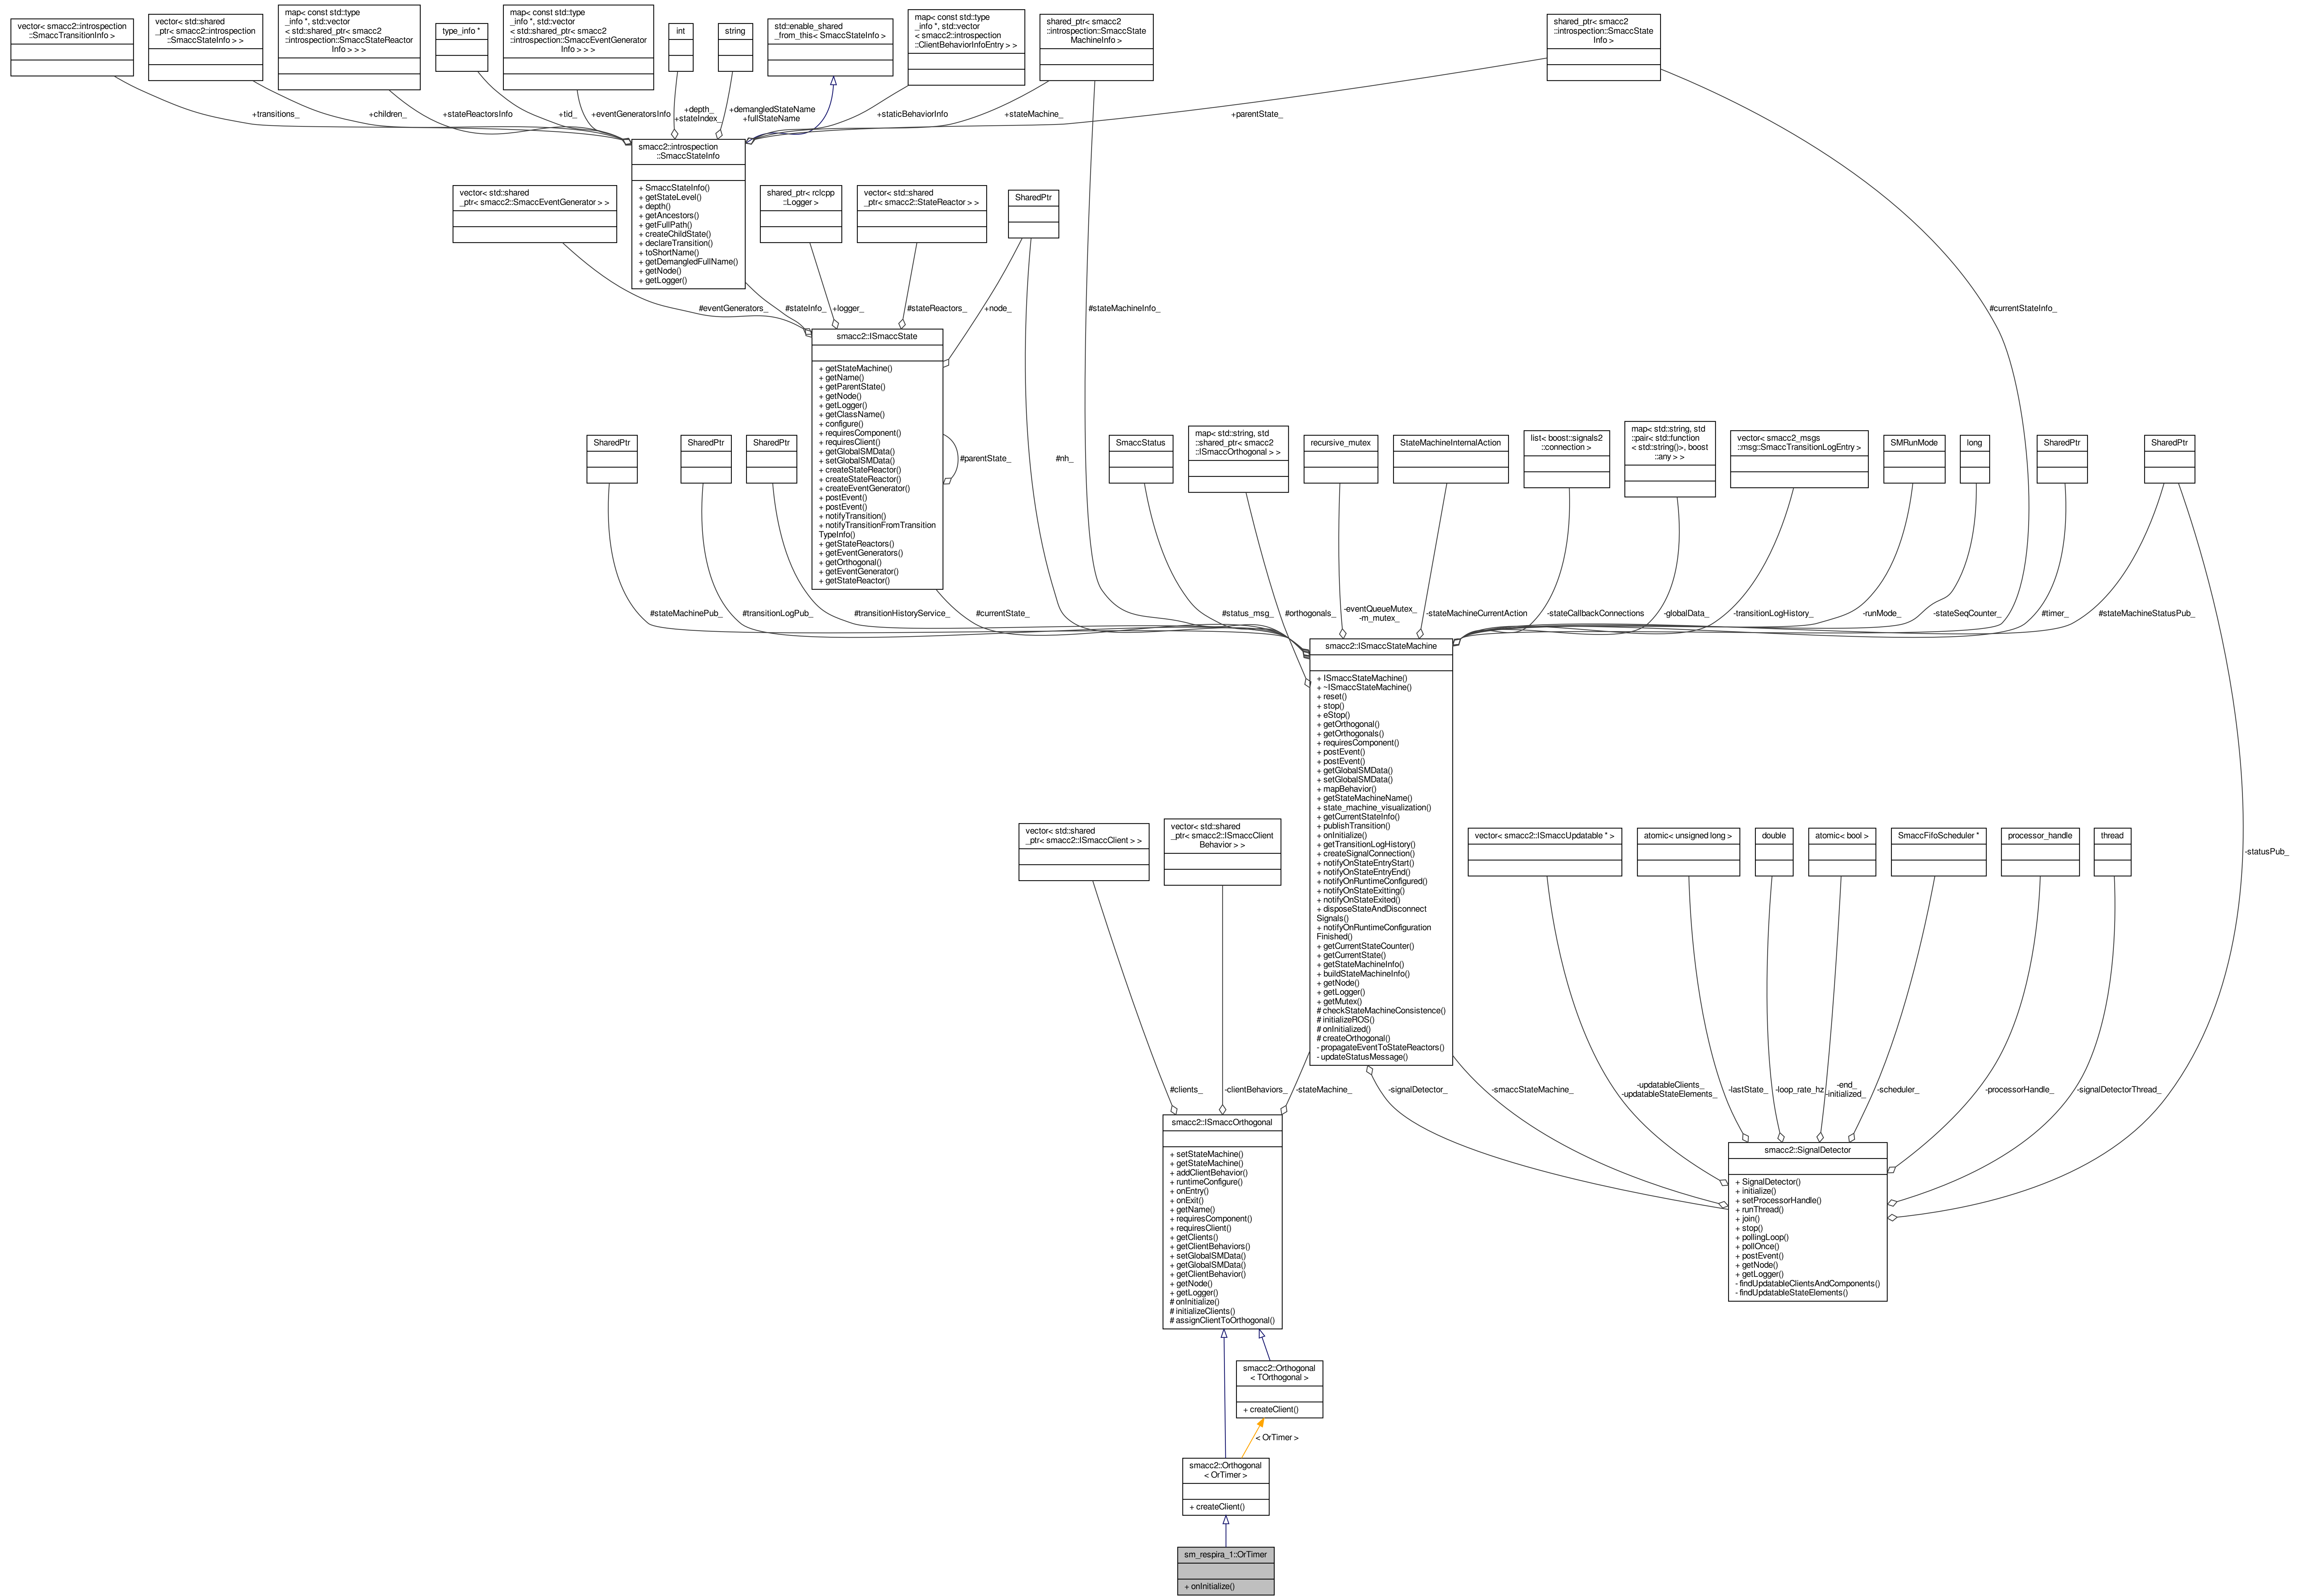 vector< smacc2::introspection
::SmaccTransitionInfo >
vector< std::shared
_ptr< smacc2::introspection
::SmaccStateInfo > >
map< const std::type
_info *, std::vector
< std::shared_ptr< smacc2
::introspection::SmaccStateReactor
Info > > >
type_info *
map< const std::type
_info *, std::vector
< std::shared_ptr< smacc2
::introspection::SmaccEventGenerator
Info > > >
int
string
std::enable_shared
_from_this< SmaccStateInfo >
map< const std::type
_info *, std::vector
< smacc2::introspection
::ClientBehaviorInfoEntry > >
shared_ptr< smacc2
::introspection::SmaccState
MachineInfo >
shared_ptr< smacc2
::introspection::SmaccState
Info >
+transitions_
+children_
+stateReactorsInfo
+tid_
+eventGeneratorsInfo
+depth_
+stateIndex_
+demangledStateName
+fullStateName
+staticBehaviorInfo
+stateMachine_
+parentState_
smacc2::introspection
::SmaccStateInfo
+ SmaccStateInfo()
+ getStateLevel()
+ depth()
+ getAncestors()
+ getFullPath()
+ createChildState()
+ declareTransition()
+ toShortName()
+ getDemangledFullName()
+ getNode()
+ getLogger()
vector< std::shared
_ptr< smacc2::SmaccEventGenerator > >
shared_ptr< rclcpp
::Logger >
vector< std::shared
_ptr< smacc2::StateReactor > >
SharedPtr
#eventGenerators_
#stateInfo_
+logger_
#stateReactors_
+node_
#stateMachineInfo_
#currentStateInfo_
smacc2::ISmaccState
+ getStateMachine()
+ getName()
+ getParentState()
+ getNode()
+ getLogger()
+ getClassName()
+ configure()
+ requiresComponent()
+ requiresClient()
+ getGlobalSMData()
+ setGlobalSMData()
+ createStateReactor()
+ createStateReactor()
+ createEventGenerator()
+ postEvent()
+ postEvent()
+ notifyTransition()
+ notifyTransitionFromTransition
TypeInfo()
+ getStateReactors()
+ getEventGenerators()
+ getOrthogonal()
+ getEventGenerator()
+ getStateReactor()
#parentState_
#nh_
SharedPtr
SharedPtr
SharedPtr
SmaccStatus
map< std::string, std
::shared_ptr< smacc2
::ISmaccOrthogonal > >
recursive_mutex
StateMachineInternalAction
list< boost::signals2
::connection >
map< std::string, std
::pair< std::function
< std::string()>, boost
::any > >
vector< smacc2_msgs
::msg::SmaccTransitionLogEntry >
SMRunMode
long
SharedPtr
SharedPtr
#stateMachinePub_
#transitionLogPub_
#transitionHistoryService_
#currentState_
#status_msg_
#orthogonals_
-eventQueueMutex_
-m_mutex_
-stateMachineCurrentAction
-stateCallbackConnections
-globalData_
-transitionLogHistory_
-runMode_
-stateSeqCounter_
#timer_
#stateMachineStatusPub_
smacc2::ISmaccStateMachine
+ ISmaccStateMachine()
+ ~ISmaccStateMachine()
+ reset()
+ stop()
+ eStop()
+ getOrthogonal()
+ getOrthogonals()
+ requiresComponent()
+ postEvent()
+ postEvent()
+ getGlobalSMData()
+ setGlobalSMData()
+ mapBehavior()
+ getStateMachineName()
+ state_machine_visualization()
+ getCurrentStateInfo()
+ publishTransition()
+ onInitialize()
+ getTransitionLogHistory()
+ createSignalConnection()
+ notifyOnStateEntryStart()
+ notifyOnStateEntryEnd()
+ notifyOnRuntimeConfigured()
+ notifyOnStateExitting()
+ notifyOnStateExited()
+ disposeStateAndDisconnect
Signals()
+ notifyOnRuntimeConfiguration
Finished()
+ getCurrentStateCounter()
+ getCurrentState()
+ getStateMachineInfo()
+ buildStateMachineInfo()
+ getNode()
+ getLogger()
+ getMutex()
# checkStateMachineConsistence()
# initializeROS()
# onInitialized()
# createOrthogonal()
- propagateEventToStateReactors()
- updateStatusMessage()
vector< std::shared
_ptr< smacc2::ISmaccClient > >
vector< std::shared
_ptr< smacc2::ISmaccClient
Behavior > >
vector< smacc2::ISmaccUpdatable * >
atomic< unsigned long >
double
atomic< bool >
SmaccFifoScheduler *
processor_handle
thread
-statusPub_
#clients_
-clientBehaviors_
-stateMachine_
-signalDetector_
-smaccStateMachine_
-updatableClients_
-updatableStateElements_
-lastState_
-loop_rate_hz
-end_
-initialized_
-scheduler_
-processorHandle_
-signalDetectorThread_
smacc2::ISmaccOrthogonal
+ setStateMachine()
+ getStateMachine()
+ addClientBehavior()
+ runtimeConfigure()
+ onEntry()
+ onExit()
+ getName()
+ requiresComponent()
+ requiresClient()
+ getClients()
+ getClientBehaviors()
+ setGlobalSMData()
+ getGlobalSMData()
+ getClientBehavior()
+ getNode()
+ getLogger()
# onInitialize()
# initializeClients()
# assignClientToOrthogonal()
smacc2::SignalDetector
+ SignalDetector()
+ initialize()
+ setProcessorHandle()
+ runThread()
+ join()
+ stop()
+ pollingLoop()
+ pollOnce()
+ postEvent()
+ getNode()
+ getLogger()
- findUpdatableClientsAndComponents()
- findUpdatableStateElements()
smacc2::Orthogonal
< TOrthogonal >
+ createClient()
< OrTimer >
smacc2::Orthogonal
< OrTimer >
+ createClient()
sm_respira_1::OrTimer
+ onInitialize()